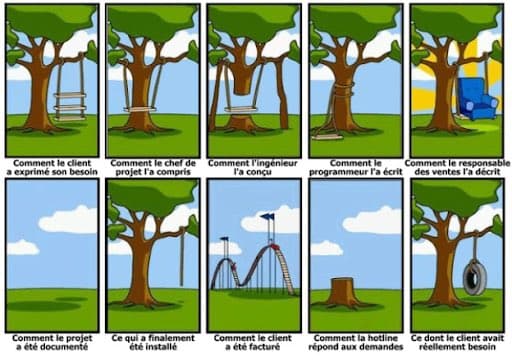 Comment le client
a exprimé son besoin
Comment le chef de
projet l'a compris
Comment l'ingénieur
l'a conçu
Comment le
programmeur l'a écrit
Comment le responsable
des ventes l'a décrit
Comment le projet
a été documenté
Ce qui a finalement
été installé
Comment le client
a été facturé
Comment la hotline
répond aux demandes
Ce dont le client avait
réellement besoin